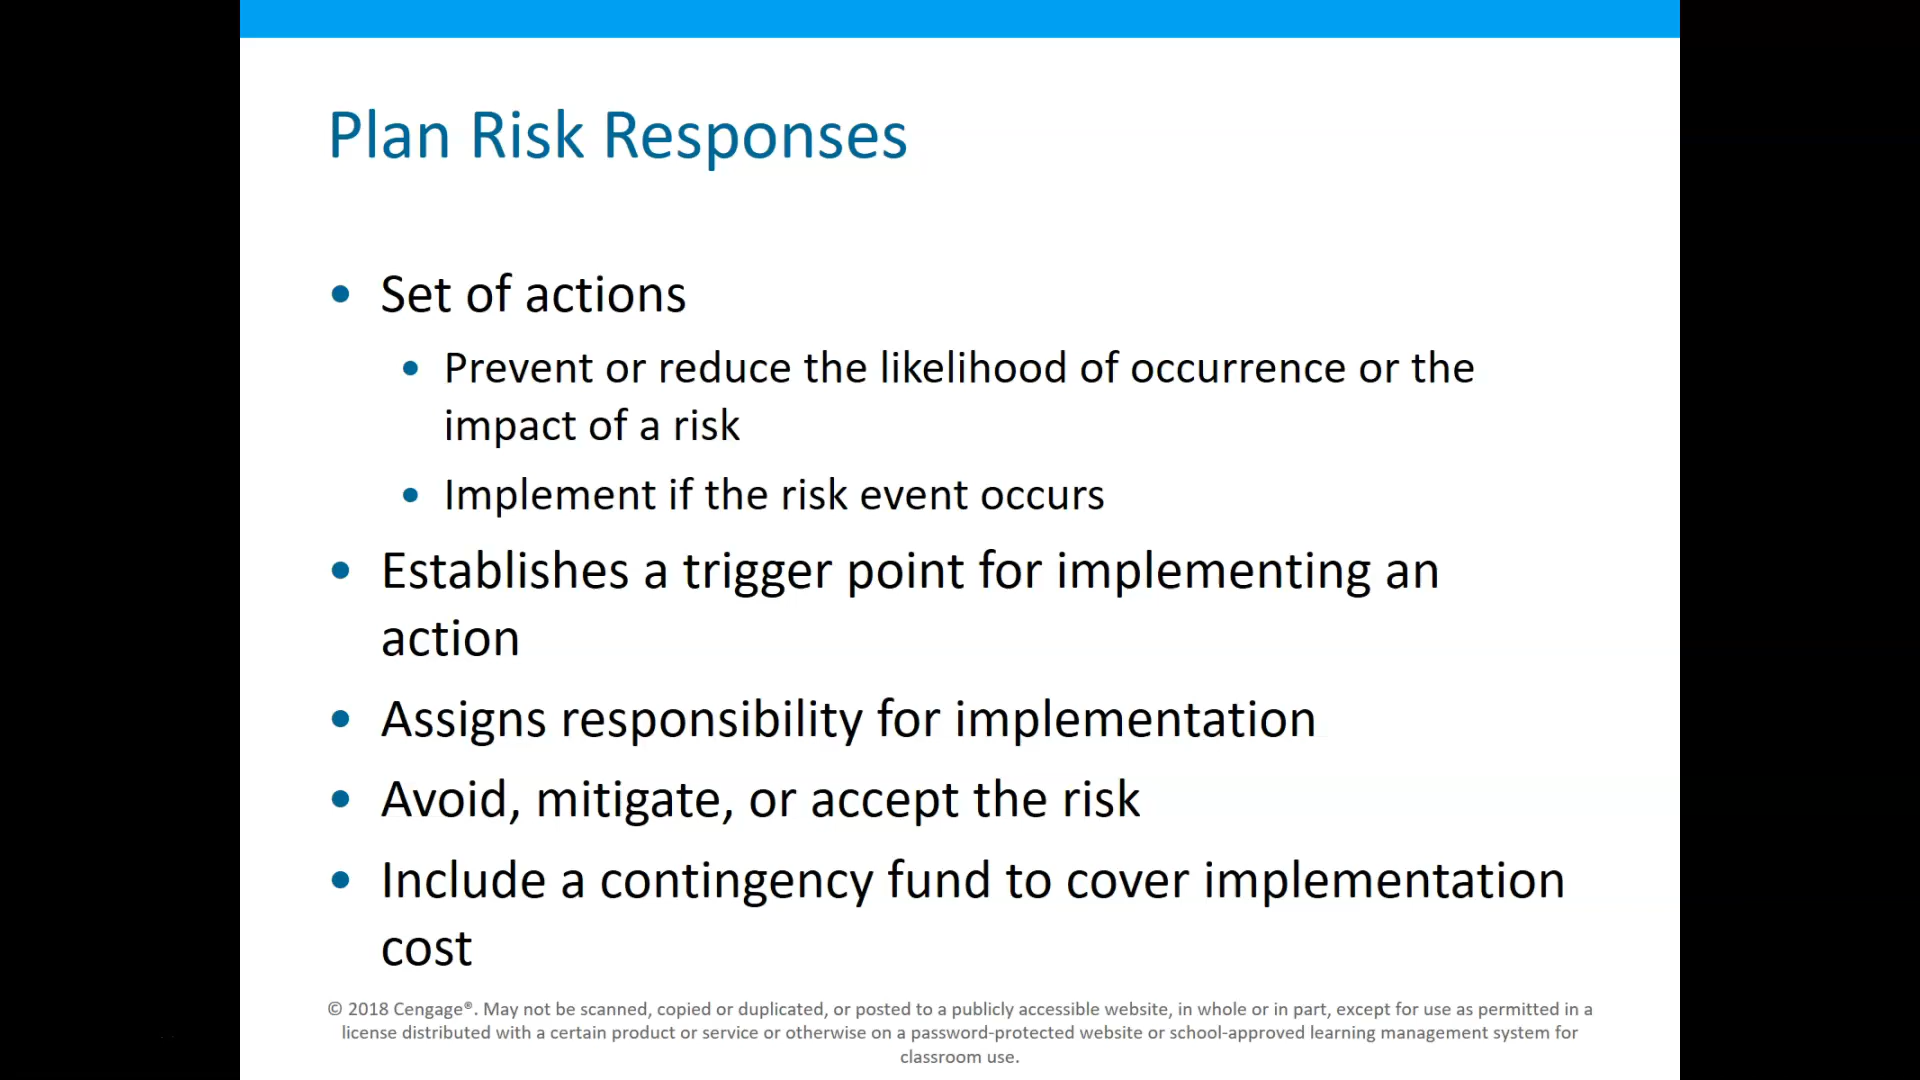 Plan Risk Responses
• Set of actions
• Prevent or reduce the likelihood of occurrence or the
impact of a risk
• Implement if the risk event occurs
• Establishes a trigger point for implementing an
action
• Assigns responsibility for implementation
• Avoid, mitigate, or accept the risk
• Include a contingency fund to cover implementation
cost
© 2018 Cengage®. May not be scanned, copied or duplicated, or posted to a publicly accessible website, in whole or in part, except for use as permitted in a
license distributed with a certain product or service or otherwise on a password-protected website or school-approved learning management system for
classroom use.